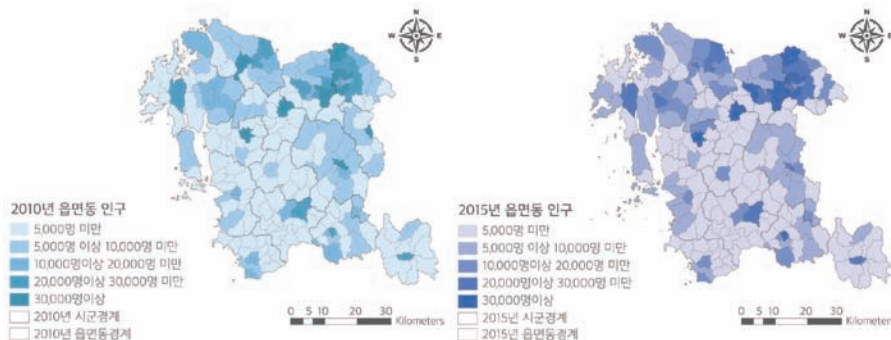 N
W E
S
2010년 읍면동 인구
5,000명 미만
5,000명 이상 10,000명 미만
10,000명이상 20,000명 미만
20,000명이상 30,000명 미만
30,000명이상
2010년 시군경계
2010년 읍면동경계
0 5 10 20 30
Kilometers
N
W E
S
2015년 읍면동 인구
5,000명 미만
5,000명 이상 10,000명 미만
10,000명이상 20,000명 미만
20,000명이상 30,000명 미만
30,000명이상
2015년 시군경계
2015년 읍면동경계
0 5 10 20 30
Kilometers